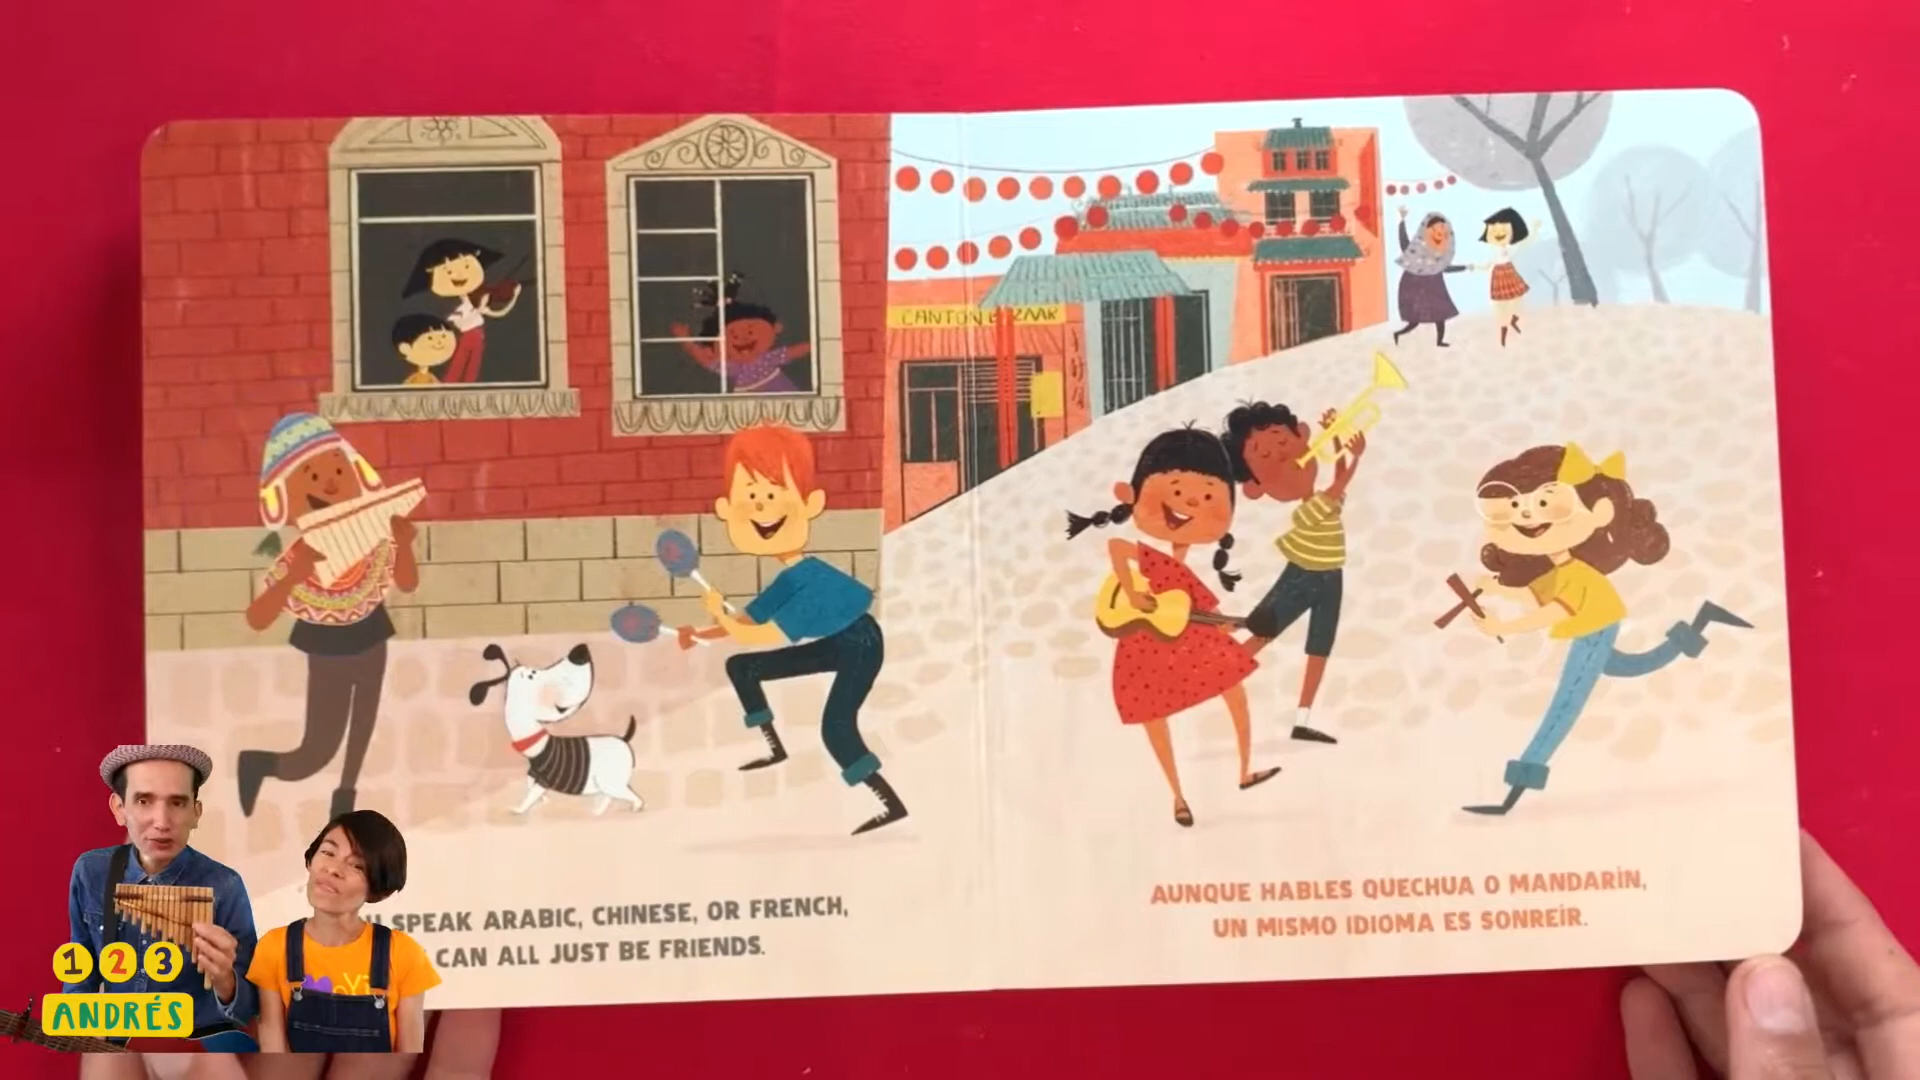 CANTON BAZAAR
U SPEAK ARABIC, CHINESE, OR FRENCH,
CAN ALL JUST BE FRIENDS.
AUNQUE HABLES QUECHUA O MANDARÍN,
UN MISMO IDIOMA ES SONREÍR.
1 2 3
ANDRÉS